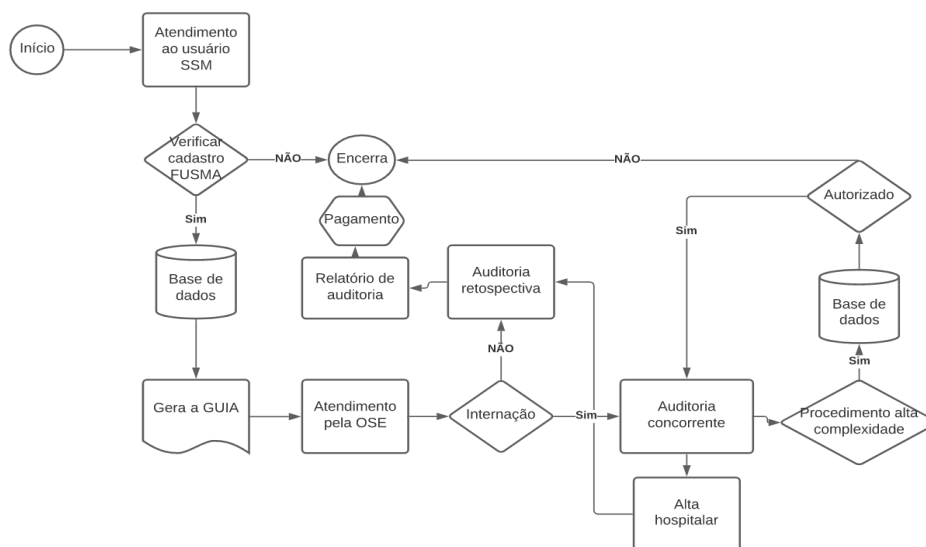 Início
Atendimento
ao usuário
SSM
Verificar
cadastro
FUSMA
NÃO
Encerra
NÃO
Autorizado
Sim
Pagamento
Sim
Base de
dados
Relatório de
auditoria
Auditoria
retospectiva
Base de
dados
NÃO
Sim
Gera a GUIA
Atendimento
pela OSE
Internação
Sim
Auditoria
concorrente
Procedimento alta
complexidade
Alta
hospitalar